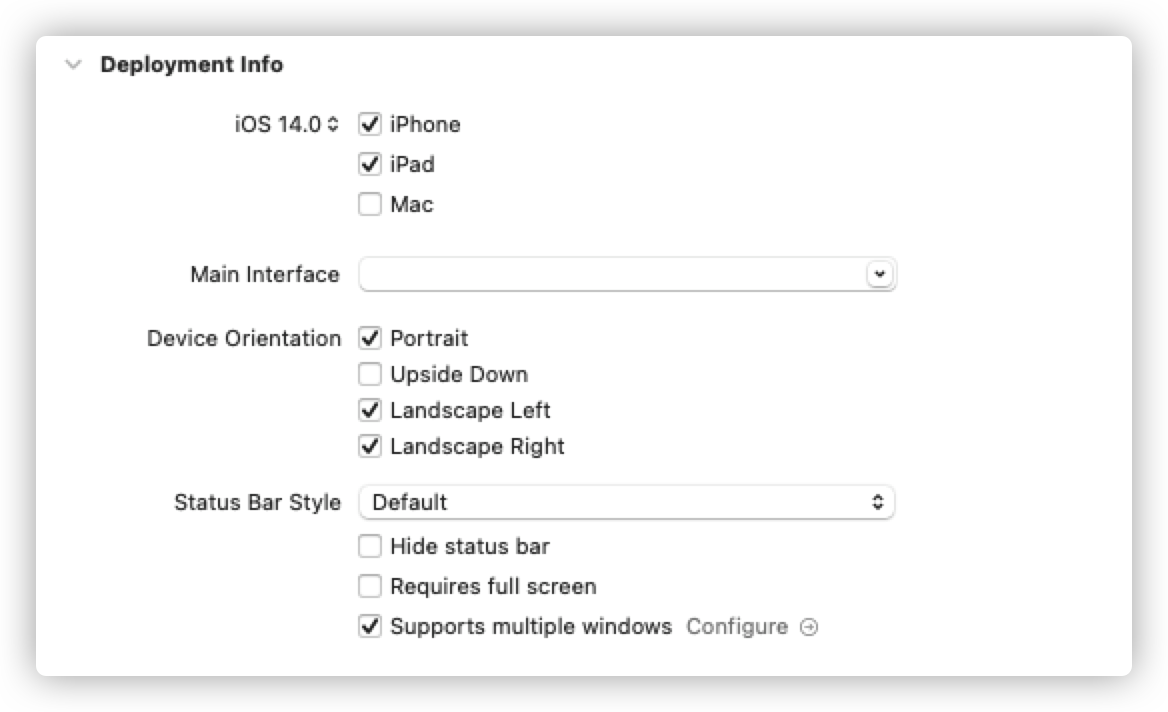 Deployment Info
iOS 14.0 iPhone
iPad
Mac
Main Interface
Device Orientation Portrait
Upside Down
Landscape Left
Landscape Right
Status Bar Style Default
Hide status bar
Requires full screen
Supports multiple windows Configure